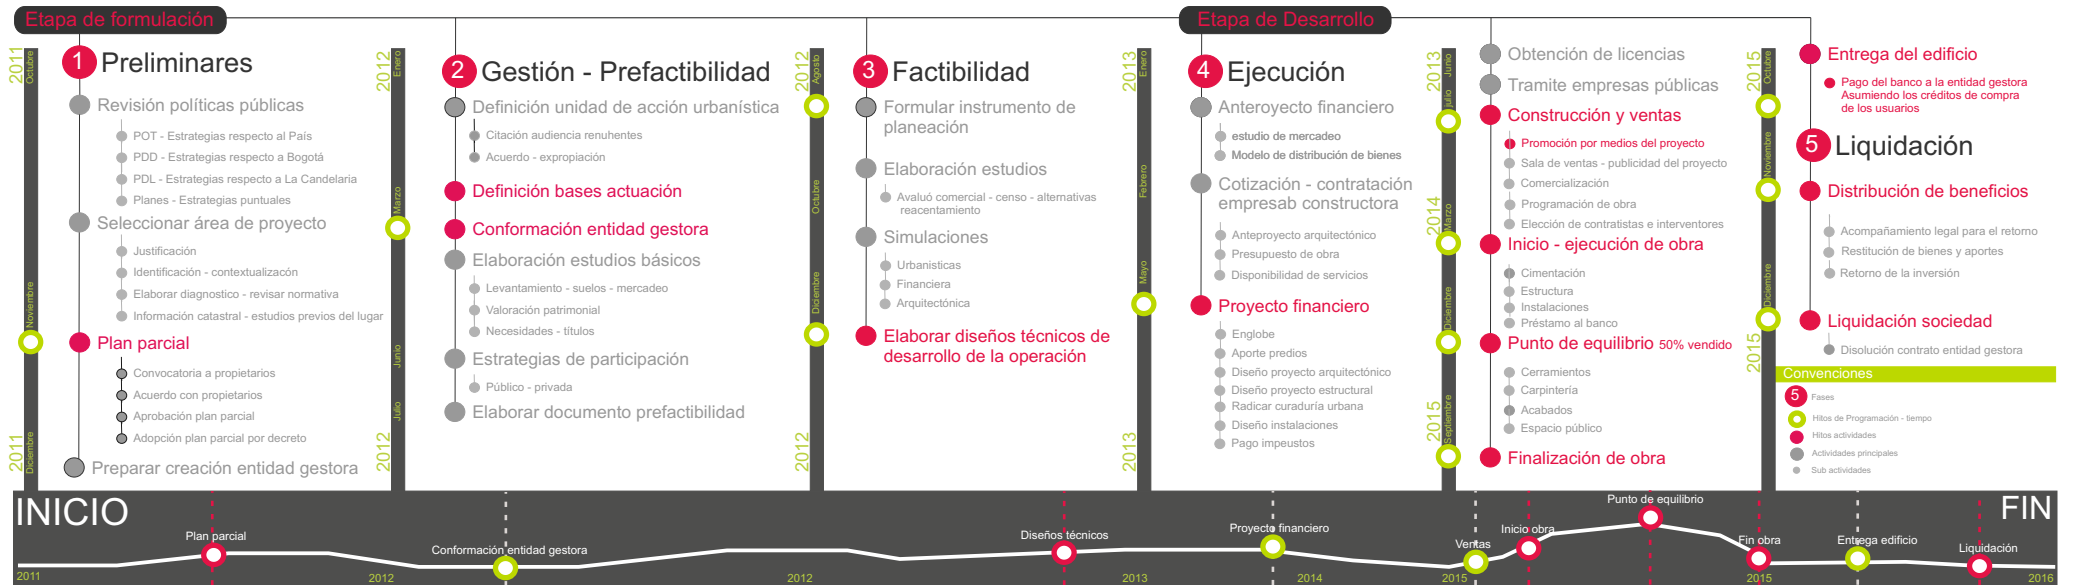 Etapa de formulación
Etapa de Desarrollo
2011
Octubre
Noviembre
2011
Diciembre
1 Preliminares
Revisión políticas públicas
POT - Estrategias respecto al País
PDD - Estrategias respecto a Bogotá
PDL - Estrategias respecto a La Candelaria
Planes - Estrategias puntuales
Seleccionar área de proyecto
Justificación
Identificación - contextualizacón
Elaborar diagnostico - revisar normativa
Información catastral - estudios previos del lugar
Plan parcial
Convocatoria a propietarios
Acuerdo con propietarios
Aprobación plan parcial
Adopción plan parcial por decreto
Preparar creación entidad gestora
2012
Enero
Marzo
Junio
Julio
2012
2 Gestión - Prefactibilidad
Definición unidad de acción urbanística
Citación audiencia renuhentes
Acuerdo - expropiación
Definición bases actuación
Conformación entidad gestora
Elaboración estudios básicos
Levantamiento - suelos - mercadeo
Valoración patrimonial
Necesidades - títulos
Estrategias de participación
Público - privada
Elaborar documento prefactibilidad
2012
Agosto
Octubre
Diciembre
2012
3 Factibilidad
Formular instrumento de
planeación
Elaboración estudios
Avaluó comercial - censo - alternativas
reacentamiento
Simulaciones
Urbanisticas
Financiera
Arquitectónica
Elaborar diseños técnicos de
desarrollo de la operación
2013
Enero
Febrero
Mayo
2013
4 Ejecución
Anteroyecto financiero
estudio de mercadeo
Modelo de distribución de bienes
Cotización - contratación
empresab constructora
Anteproyecto arquitectónico
Presupuesto de obra
Disponibilidad de servicios
Proyecto financiero
Englobe
Aporte predios
Diseño proyecto arquitectónico
Diseño proyecto estructural
Radicar curaduría urbana
Diseño instalaciones
Pago impeustos
2013
Junio
julio
2014
Marzo
Diciembre
2015
Septiembre
Obtención de licencias
Tramite empresas públicas
Construcción y ventas
Promoción por medios del proyecto
Sala de ventas - publicidad del proyecto
Comercialización
Programación de obra
Elección de contratistas e interventores
Inicio - ejecución de obra
Cimentación
Estructura
Instalaciones
Préstamo al banco
Punto de equilibrio 50% vendido
Cerramientos
Carpintería
Acabados
Espacio público
Finalización de obra
2015
Octubre
Noviembre
Diciembre
2015
Entrega del edificio
Pago del banco a la entidad gestora
Asumiendo los créditos de compra
de los usuarios
5 Liquidación
Distribución de beneficios
Acompañamiento legal para el retorno
Restitución de bienes y aportes
Retorno de la inversión
Liquidación sociedad
Disolución contrato entidad gestora
Convenciones
5 Fases
Hitos de Programación - tiempo
Hitos actividades
Actividades principales
Sub actividades
INICIO
FIN
Plan parcial
Conformación entidad gestora
Diseños técnicos
Proyecto financiero
Ventas
Inicio obra
Punto de equilibrio
Fin obra
Entrega edificio
Liquidación
2011
2012
2012
2013
2014
2015
2015
2016